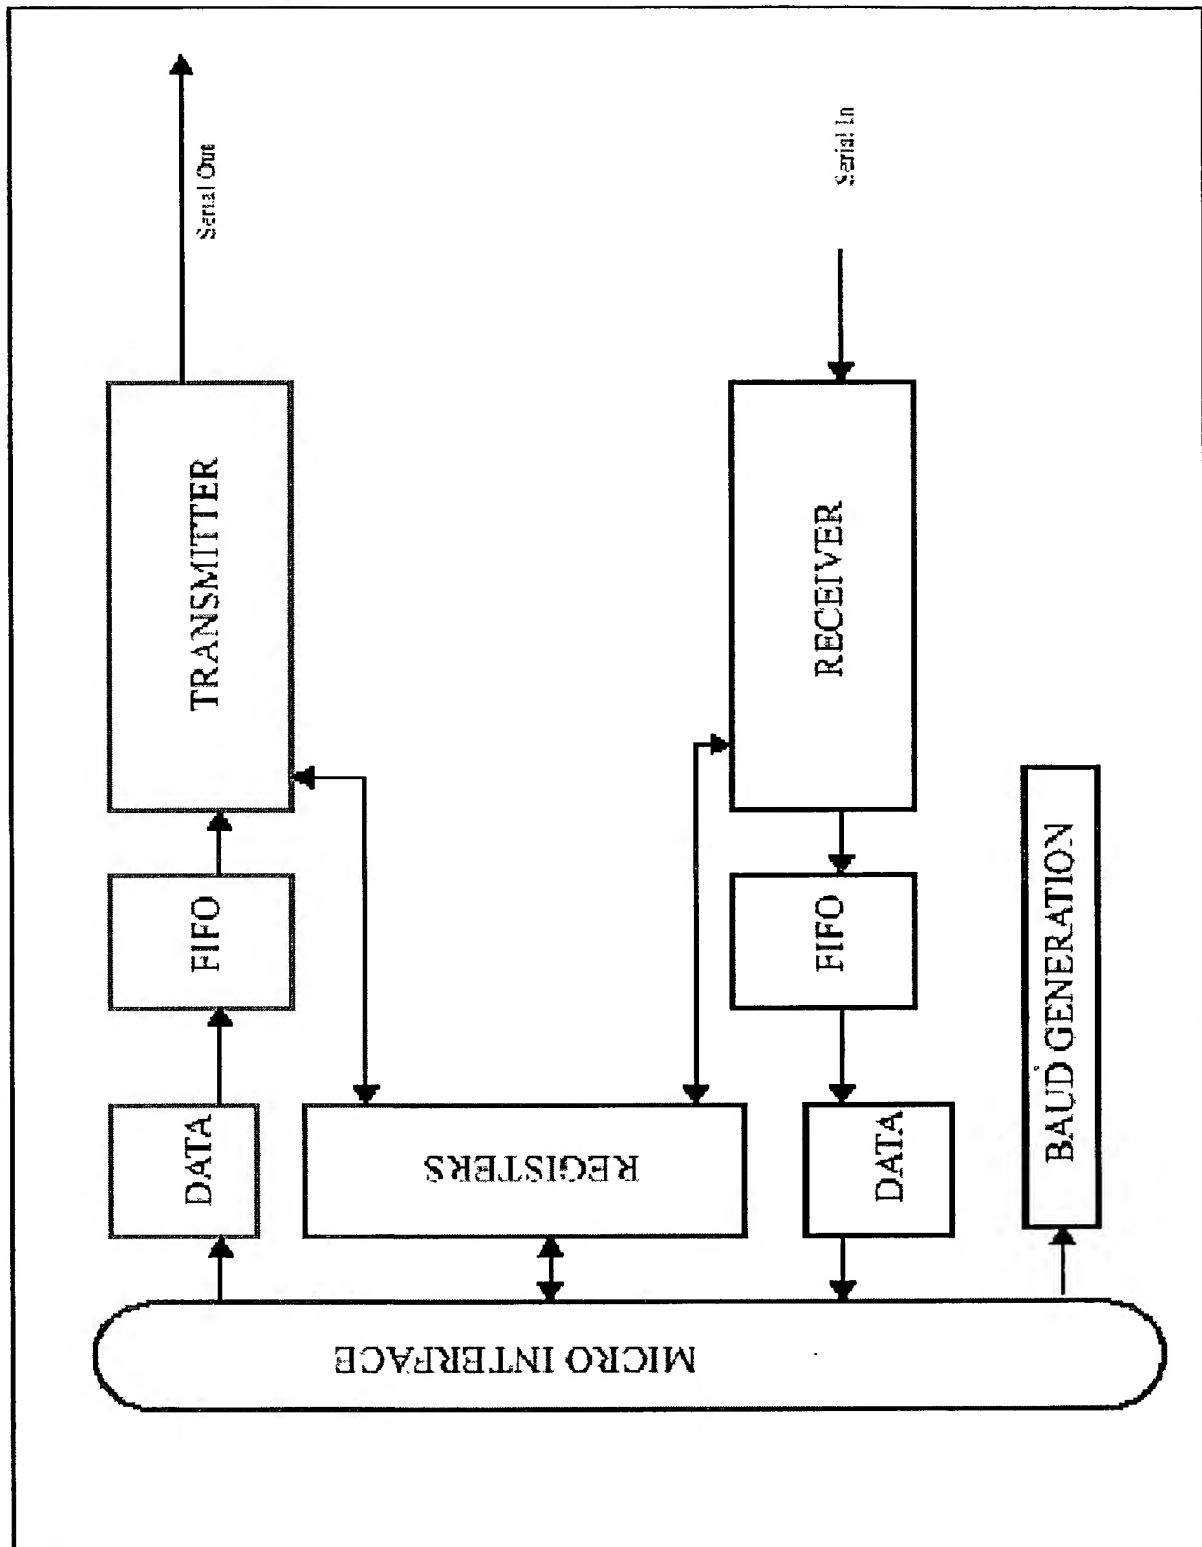 Serial Out
Serial In
TRANSMITTER
RECEIVER
FIFO
FIFO
BAUD GENERATION
DATA
REGISTERS
DATA
MICRO INTERFACE